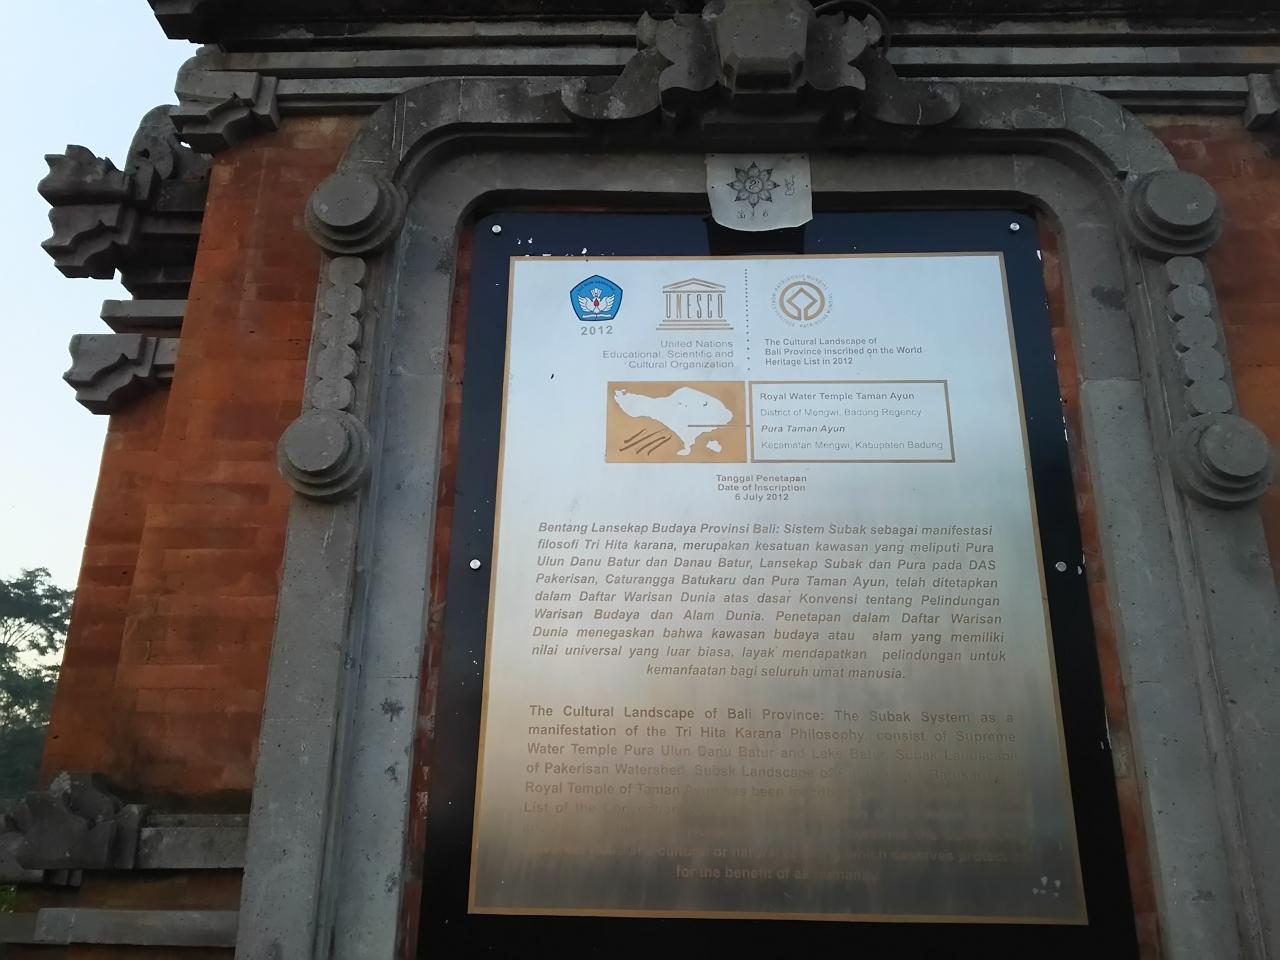 2012
UNESCO
United Nations
Educational, Scientific and
Cultural Organization
The Cultural Landscape of
Bali Province inscribed on the World
Heritage List in 2012
Royal Water Temple Taman Ayun
District of Mengwi, Badung Regency
Pura Taman Ayun
Kecamatan Mengwi, Kabupaten Badung
Tanggal Penetapan
Date of Inscription
6 July 2012
Bentang Lansekap Budaya Provinsi Bali: Sistem Subak sebagai manifestasi
filosofi Tri Hita karana, merupakan kesatuan kawasan yang meliputi Pura
Ulun Danu Batur dan Danau Batur, Lansekap Subak dan Pura pada DAS
Pakerisan, Caturangga Batukaru dan Pura Taman Ayun, telah ditetapkan
dalam Daftar Warisan Dunia atas dasar Konvensi tentang Pelindungan
Warisan Budaya dan Alam Dunia. Penetapan dalam Daftar Warisan
Dunia menegaskan bahwa kawasan budaya atau alam yang memiliki
nilai universal yang luar biasa, layak mendapatkan pelindungan untuk
kemanfaatan bagi seluruh umat manusia.
The Cultural Landscape of Bali Province: The Subak System as a
manifestation of the Tri Hita Karana Philosophy, consist of Supreme
Water Temple Pura Ulun Danu Batur and Lake Batur, Subak Landscape
of Pakerisan Watershed, Subak Landscape of Batukaru
Royal Temple of Taman Ayun has been
List of the
cultural or natural which deserves protection
for the benefit of all humanity.